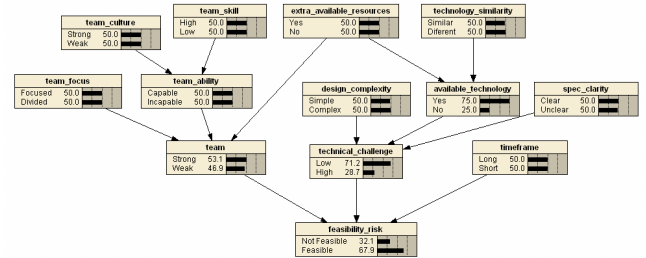 team_skill
High 50.0
Low 50.0
extra_available_resources
Yes 50.0
No 50.0
technology_similarity
Similar 50.0
Diferent 50.0
team_culture
Strong 50.0
Weak 50.0
team_focus
Focused 50.0
Divided 50.0
team_ability
Capable 50.0
Incapable 50.0
design_complexity
Simple 50.0
Complex 50.0
available_technology
Yes 75.0
No 25.0
spec_clarity
Clear 50.0
Unclear 50.0
team
Strong 53.1
Weak 46.9
technical_challenge
Low 71.2
High 28.7
timeframe
Long 50.0
Short 50.0
feasibility_risk
Not Feasible 32.1
Feasible 67.9